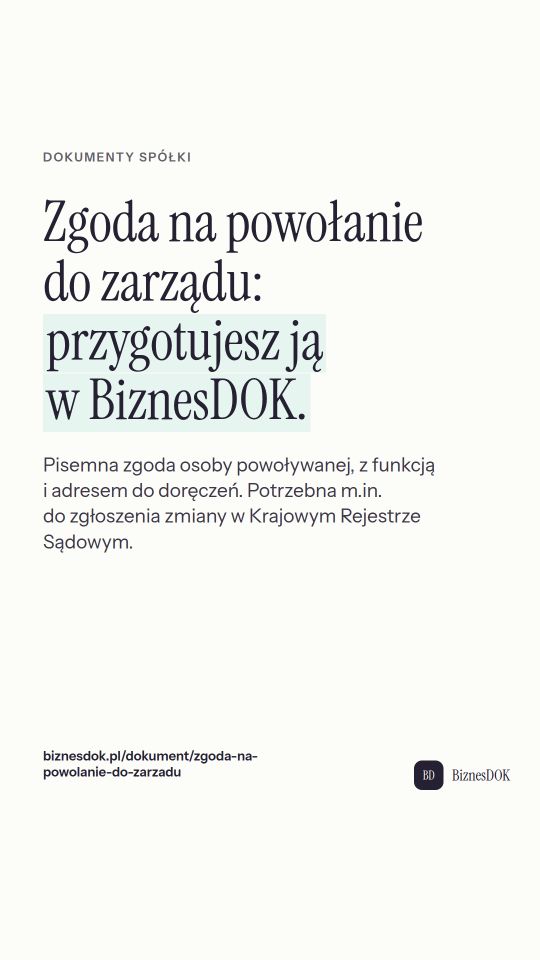 DOKUMENTY SPÓŁKI
Zgoda na powołanie
do zarządu:
przygotujesz ją
w BiznesDOK.
Pisemna zgoda osoby powoływanej, z funkcją
i adresem do doręczeń. Potrzebna m.in.
do zgłoszenia zmiany w Krajowym Rejestrze
Sądowym.
biznesdok.pl/dokument/zgoda-na-
powolanie-do-zarzadu
BD BiznesDOK